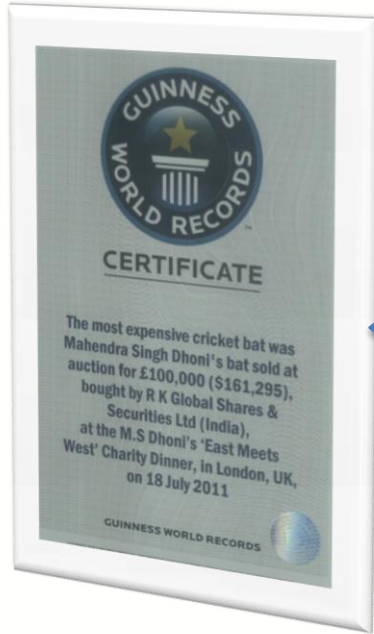 GUINNESS
WORLD RECORDS
™
CERTIFICATE
The most expensive cricket bat was
Mahendra Singh Dhoni's bat sold at
auction for £100,000 ($161,295),
bought by R K Global Shares &
Securities Ltd (India),
at the M.S Dhoni's 'East Meets
West' Charity Dinner, in London, UK,
on 18 July 2011
GUINNESS WORLD RECORDS